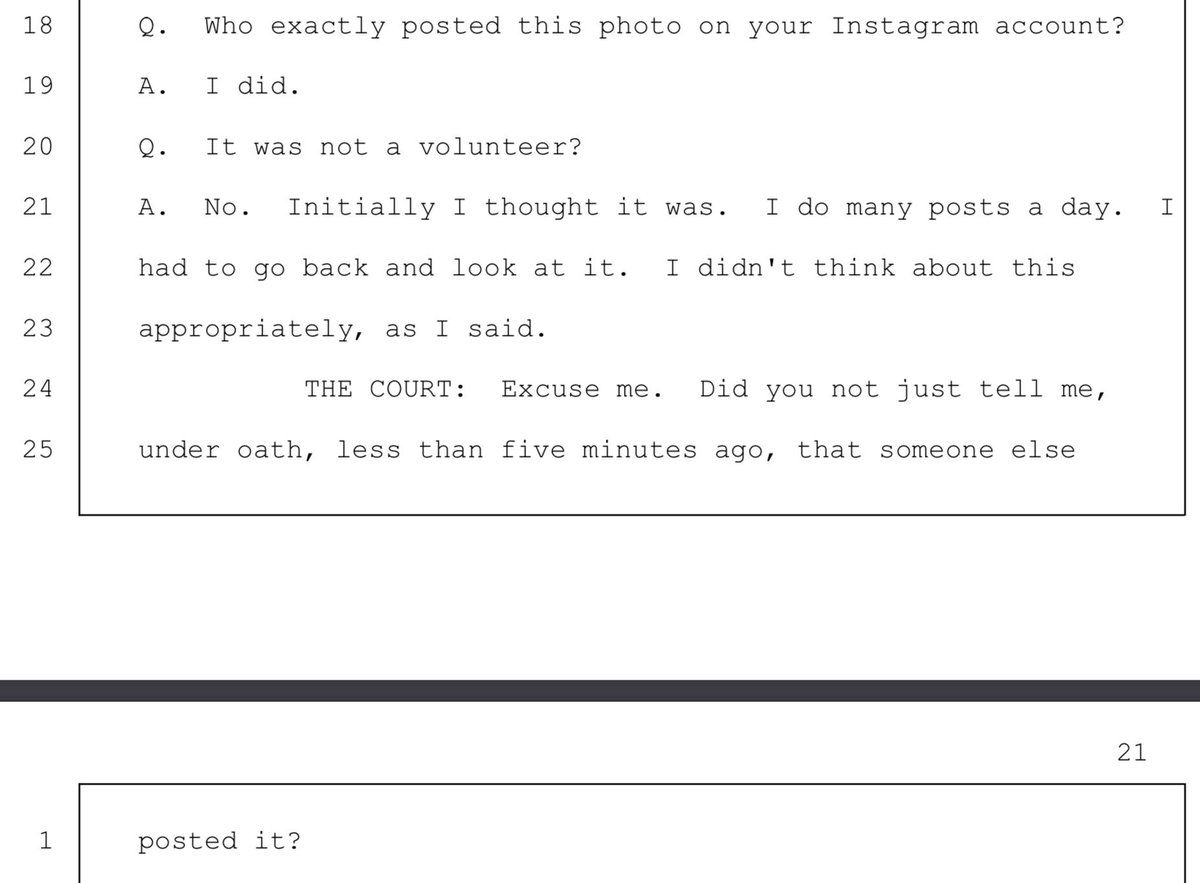 18 Q. Who exactly posted this photo on your Instagram account?
19 A. I did.
20 Q. It was not a volunteer?
21 A. No. Initially I thought it was. I do many posts a day. I
22 had to go back and look at it. I didn't think about this
23 appropriately, as I said.
24 THE COURT: Excuse me. Did you not just tell me,
25 under oath, less than five minutes ago, that someone else
21
1 posted it?